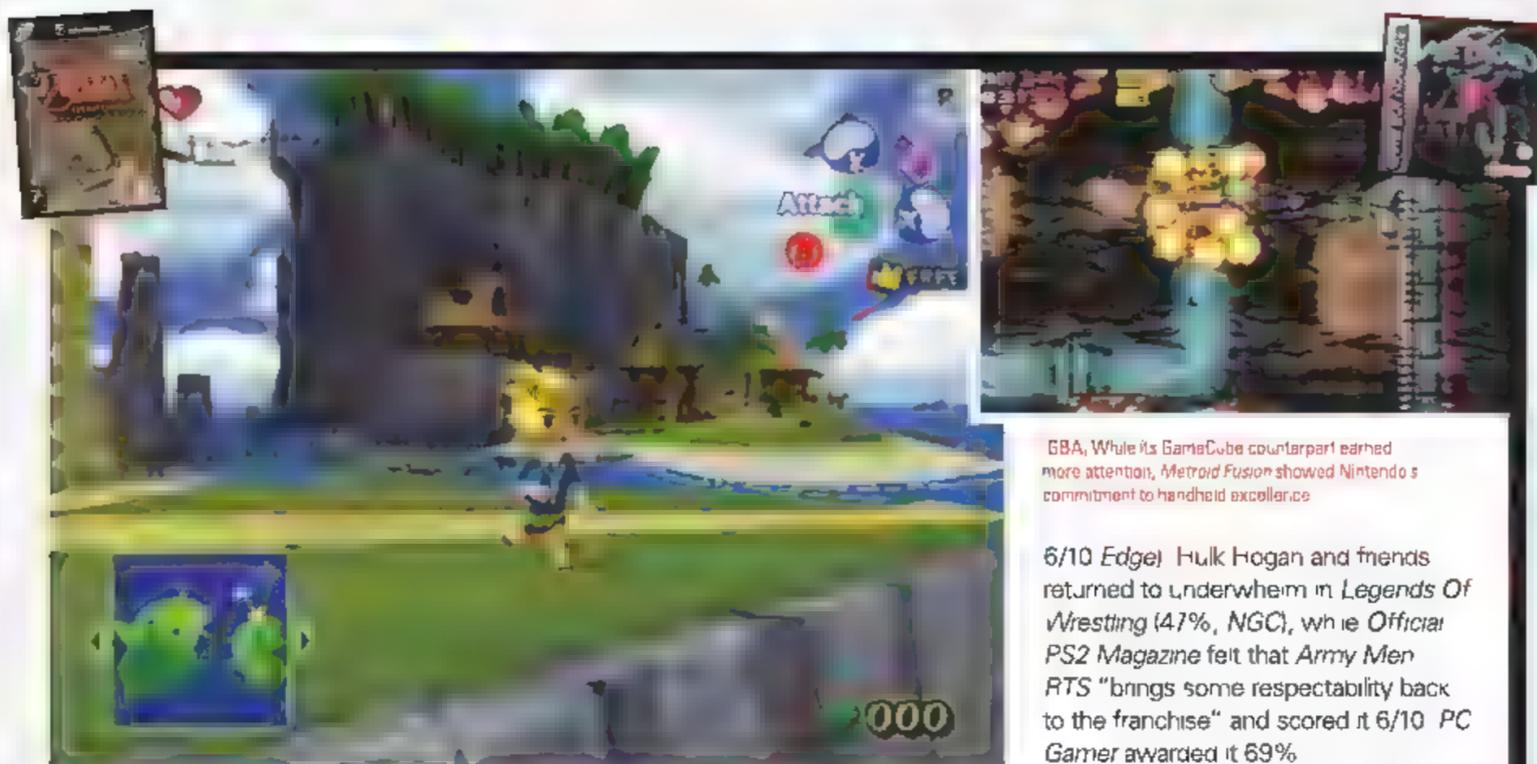 Attack
000
GBA, While its GameCube counterpart earned
more attention, Metroid Fusion showed Nintendo s
commitment to handheld excellence
6/10 Edge) Hulk Hogan and friends
returned to underwhelm in Legends Of
Wrestling (47%, NGC), while Official
PS2 Magazine felt that Army Men
RTS “brings some respectability back
to the franchise“ and scored it 6/10 PC
Gamer awarded it 69%